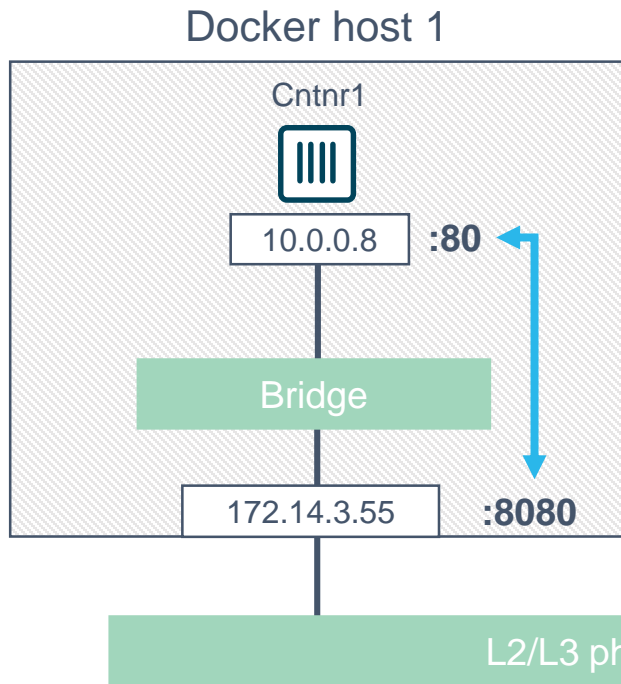 Docker host 1
Cntnr1
10.0.0.8 :80
Bridge
172.14.3.55 :8080
L2/L3 ph